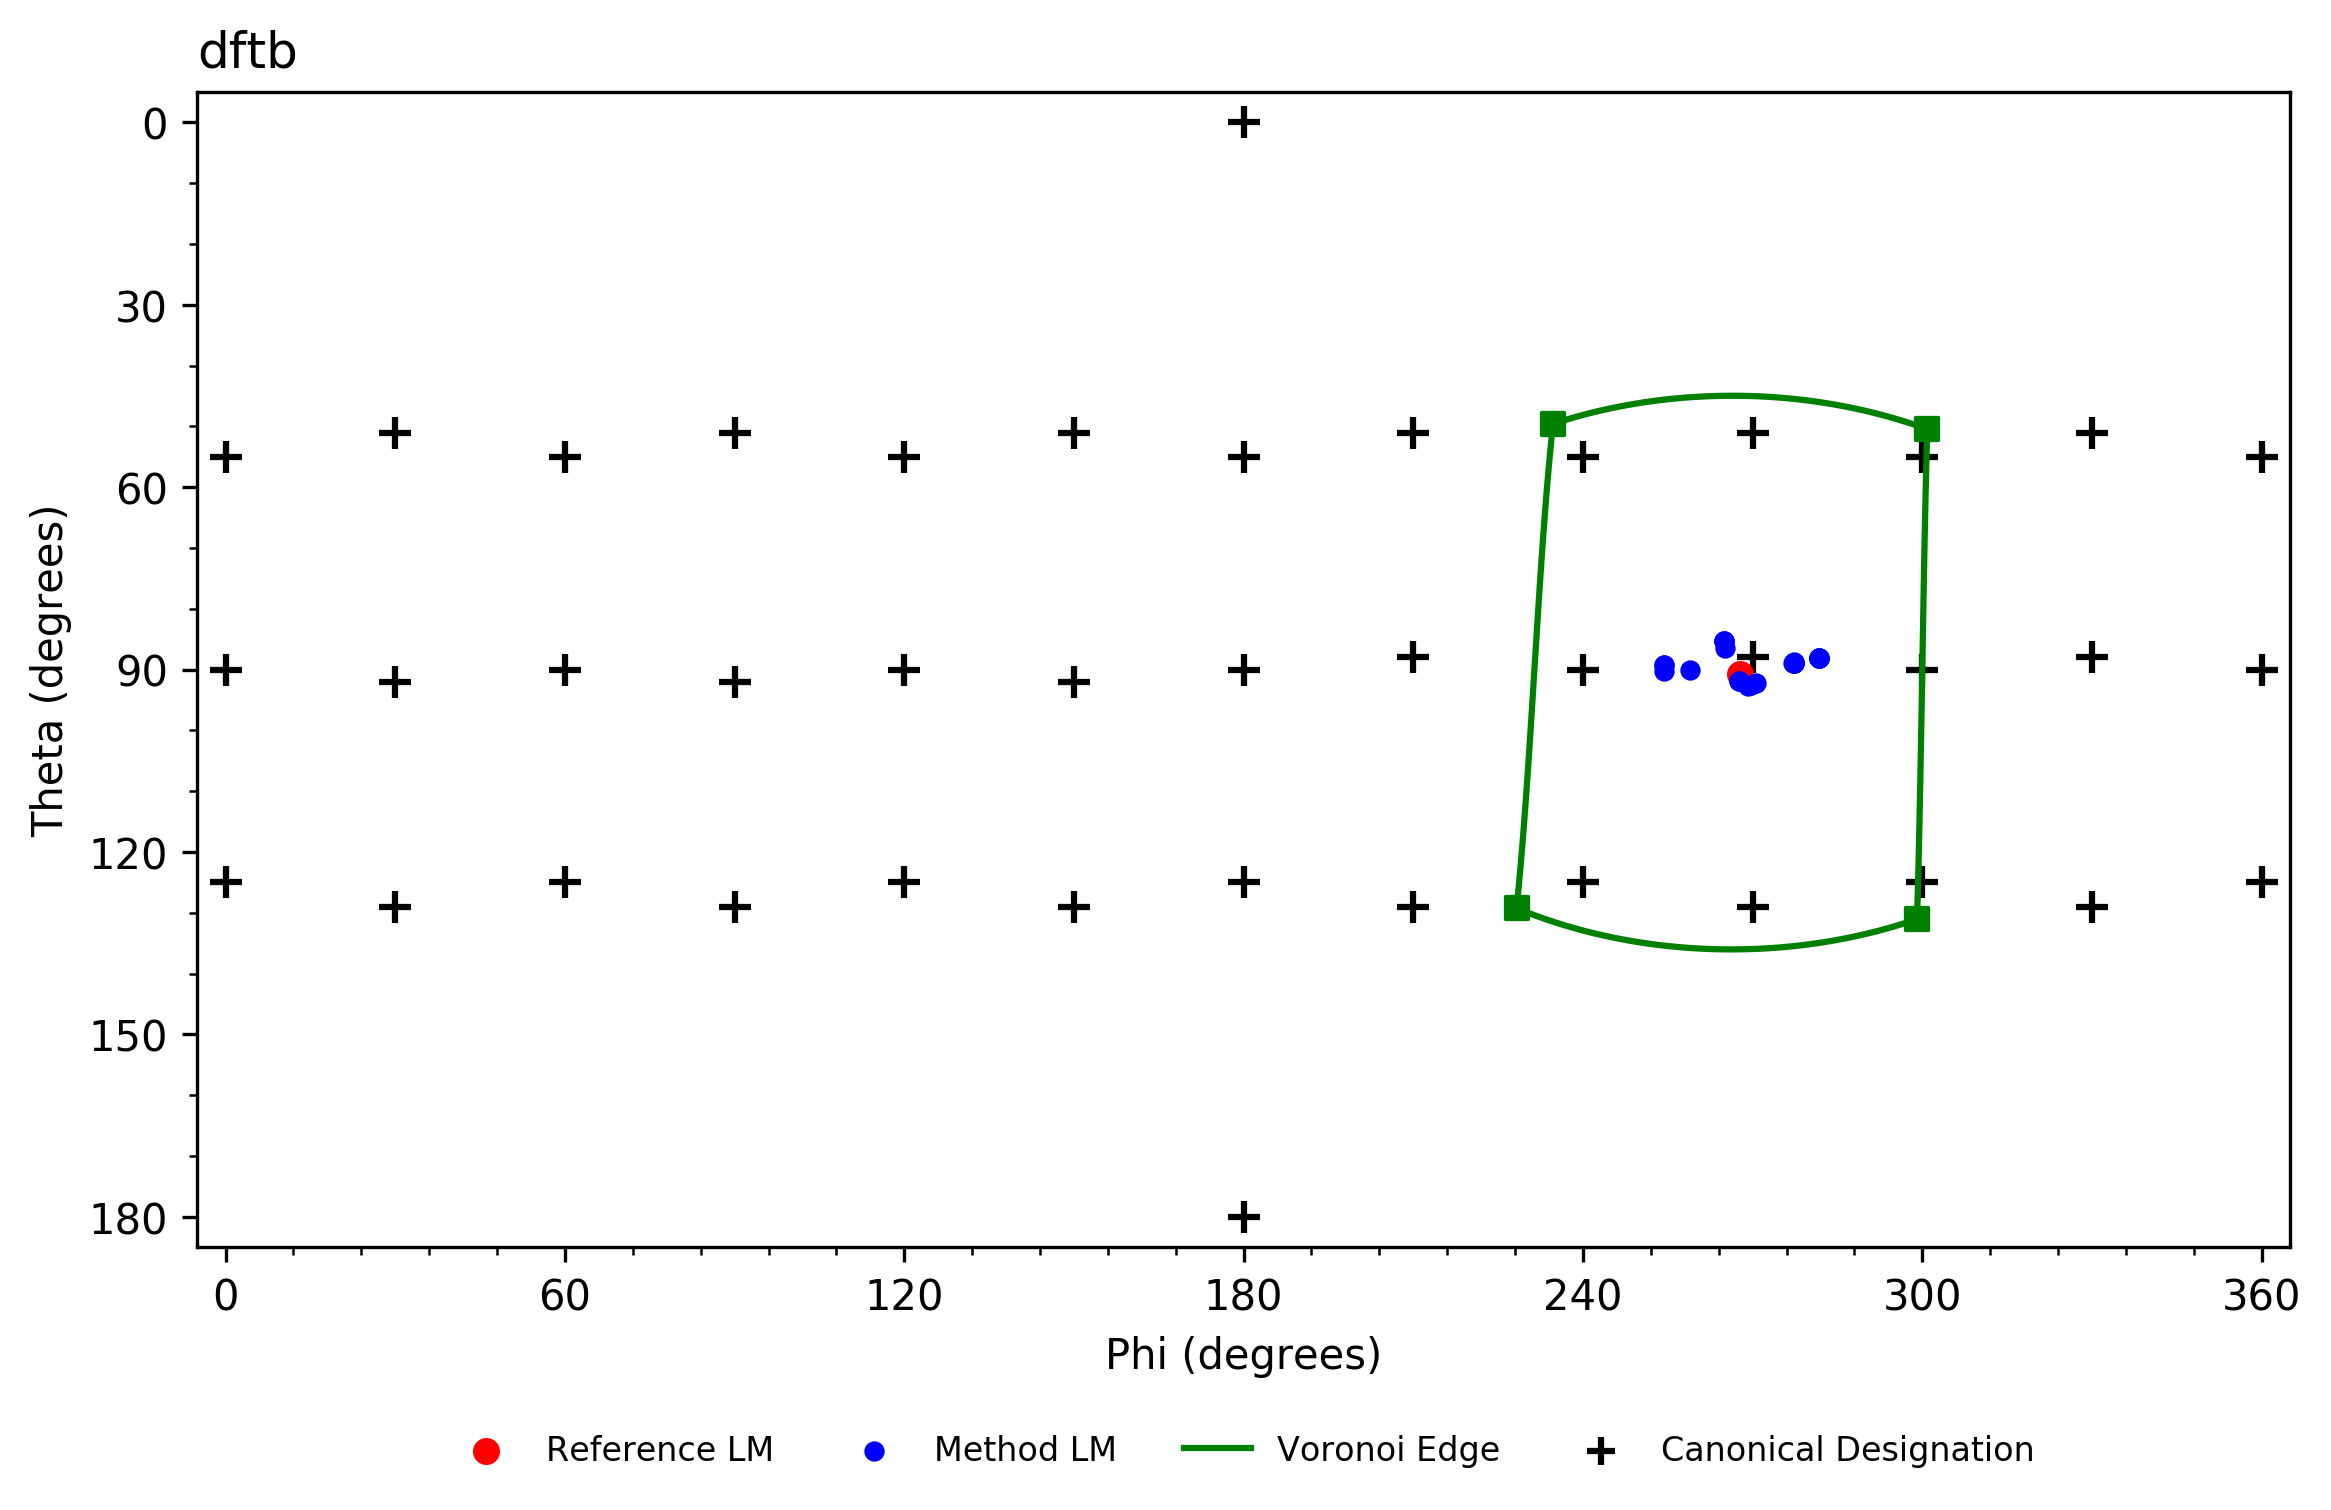 dftb
0
30
60
90
120
150
180
Theta (degrees)
0 60 120 180 240 300 360
Phi (degrees)
Reference LM Method LM Voronoi Edge Canonical Designation